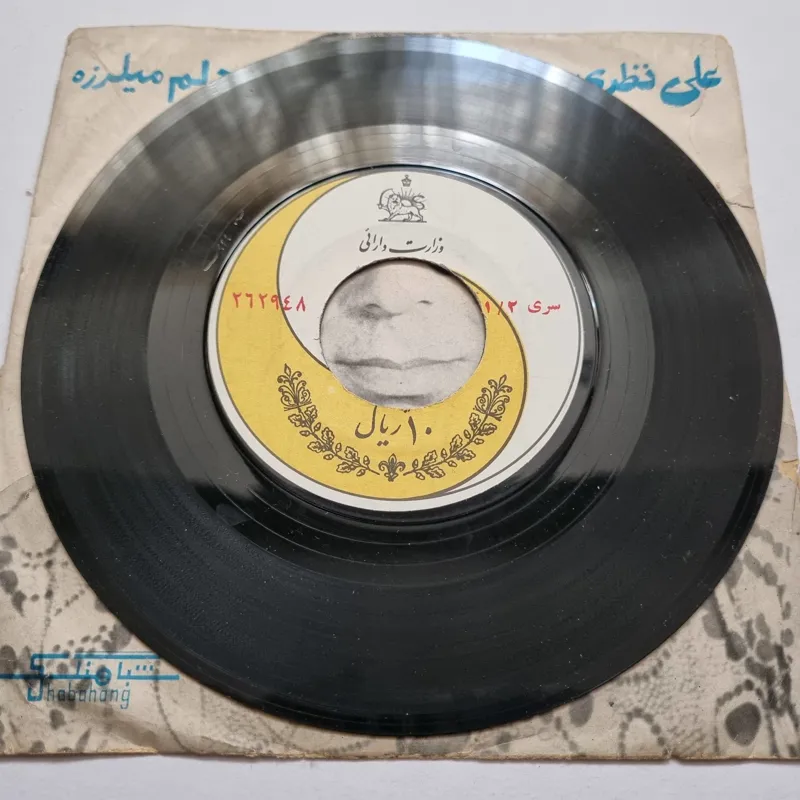 علی نظری
دلم میلرزه
وزارت دارائی
سری ۱/۲
۲۶۲۹۴۸
۱۰ ریال
شباهنگ
Shabahang